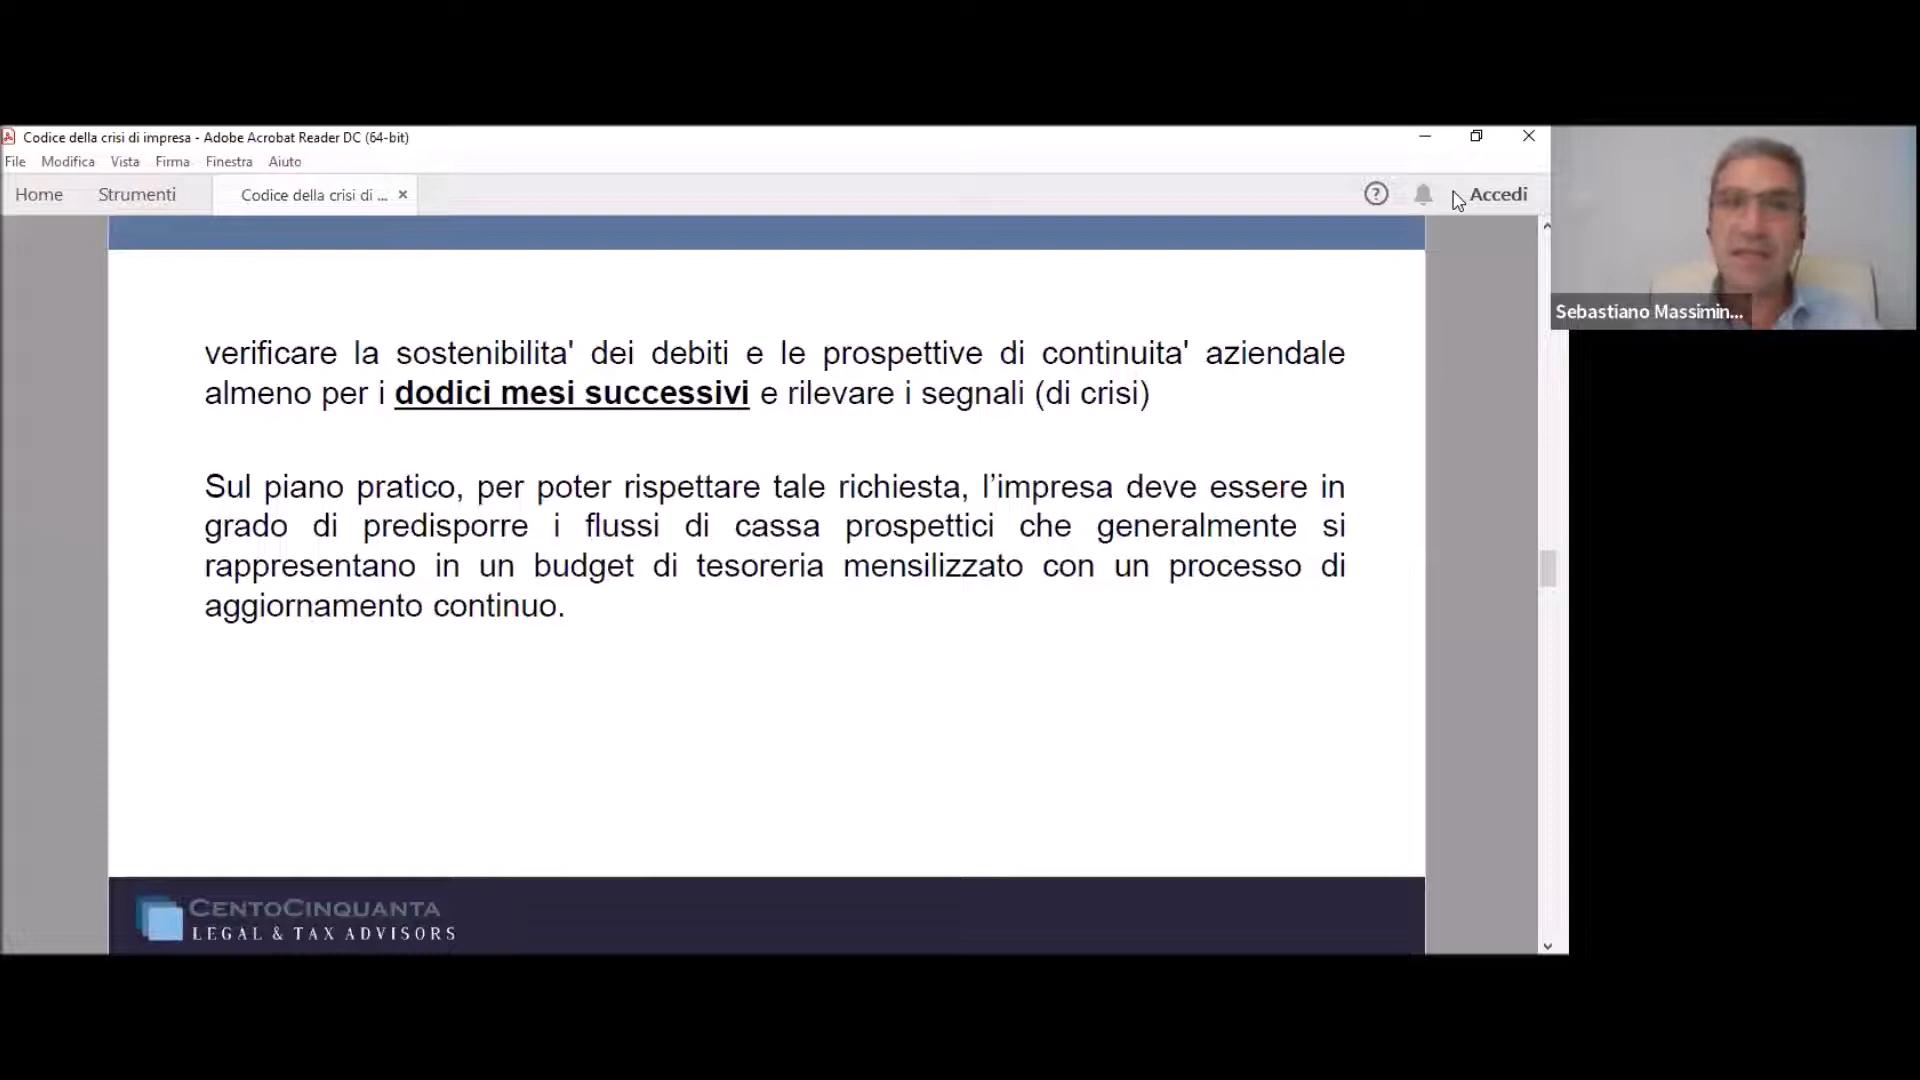 Codice della crisi di impresa - Adobe Acrobat Reader DC (64-bit)
File Modifica Vista Firma Finestra Aiuto
Home Strumenti Codice della crisi di ... × Accedi
Sebastiano Massimin...
verificare la sostenibilita' dei debiti e le prospettive di continuita' aziendale
almeno per i dodici mesi successivi e rilevare i segnali (di crisi)
Sul piano pratico, per poter rispettare tale richiesta, l’impresa deve essere in
grado di predisporre i flussi di cassa prospettici che generalmente si
rappresentano in un budget di tesoreria mensilizzato con un processo di
aggiornamento continuo.
CENTOCINQUANTA
LEGAL & TAX ADVISORS